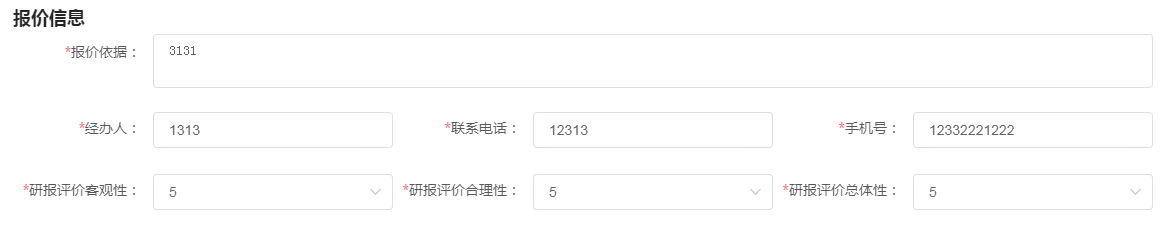 报价信息
*报价依据： 3131
*经办人： 1313 *联系电话： 12313 *手机号： 12332221222
*研报评价客观性： 5 *研报评价合理性： 5 *研报评价总体性： 5